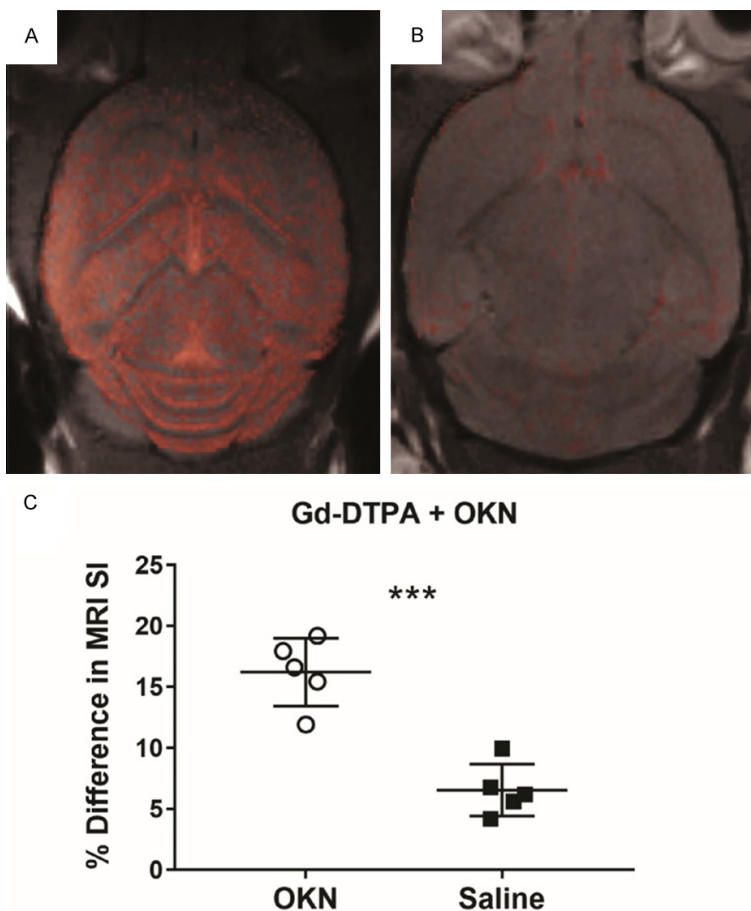 A
B
C
Gd-DTPA + OKN
***
% Difference in MRI SI
25
20
15
10
5
0
OKN
Saline